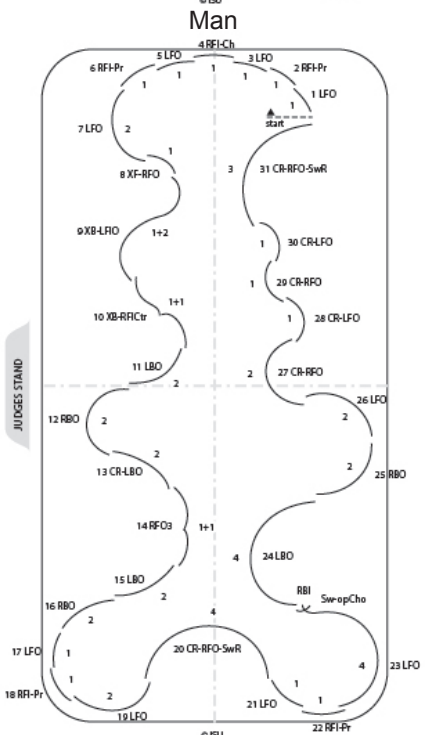 Man
4 RFI-Ch
5 LFO
3 LFO
6 RFI-Pr
2 RFI-Pr
1
1
1
1
1
1 LFO
1
1
start
7 LFO
2
1
8 XF-RFO
3
31 CR-RFO-SwR
9 XB-LFIO
1+2
1
30 CR-LFO
1
29 CR-RFO
1+1
10 XB-RFICtr
1
28 CR-LFO
11 LBO
2
2
27 CR-RFO
JUDGES STAND
26 LFO
12 RBO
2
2
2
13 CR-LBO
2
25 RBO
14 RFO3
1+1
4
24 LBO
15 LBO
2
RBI
Sw-opCho
16 RBO
2
4
17 LFO
1
20 CR-RFO-SwR
4
23 LFO
1
1
18 RFI-Pr
2
21 LFO
1
19 LFO
22 RFI-Pr